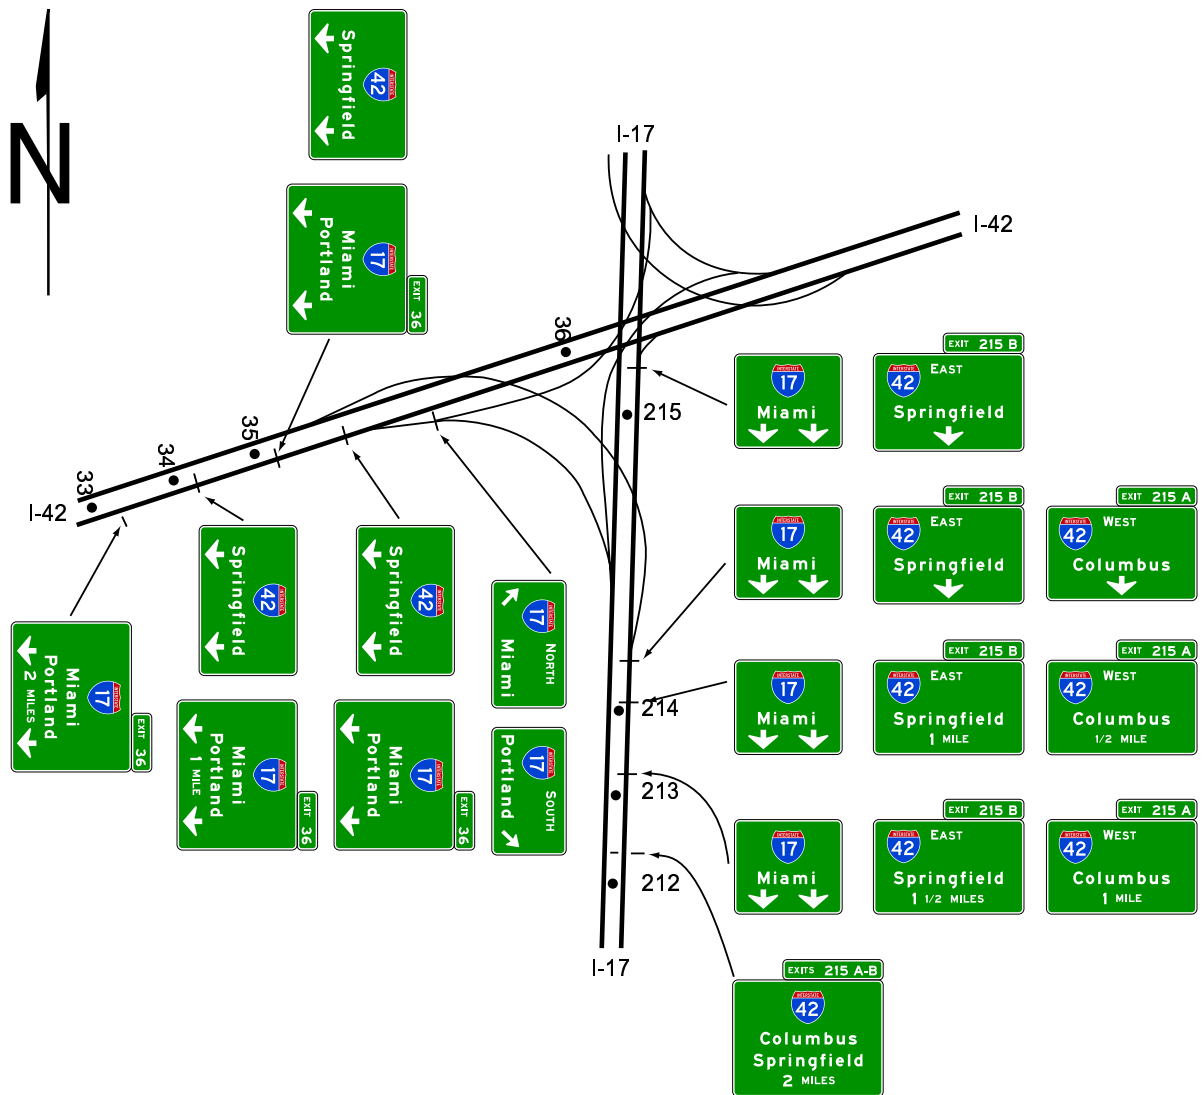 N
42
Springfield
EXIT 36
17
Miami
Portland
I-17
I-42
36
35
34
33
I-42
215
214
213
212
I-17
17
Miami
EXIT 215 B
42 EAST
Springfield
17
Miami
EXIT 215 B
42 EAST
Springfield
EXIT 215 A
42 WEST
Columbus
17
Miami
EXIT 215 B
42 EAST
Springfield
1 MILE
EXIT 215 A
42 WEST
Columbus
1/2 MILE
17
Miami
EXIT 215 B
42 EAST
Springfield
1 1/2 MILES
EXIT 215 A
42 WEST
Columbus
1 MILE
EXITS 215 A-B
INTERSTATE
42
Columbus
Springfield
2 MILES
EXIT 36
17
Miami
Portland
2 MILES
42
Springfield
EXIT 36
17
Miami
Portland
1 MILE
42
Springfield
EXIT 36
17
Miami
Portland
NORTH
17
Miami
SOUTH
17
Portland